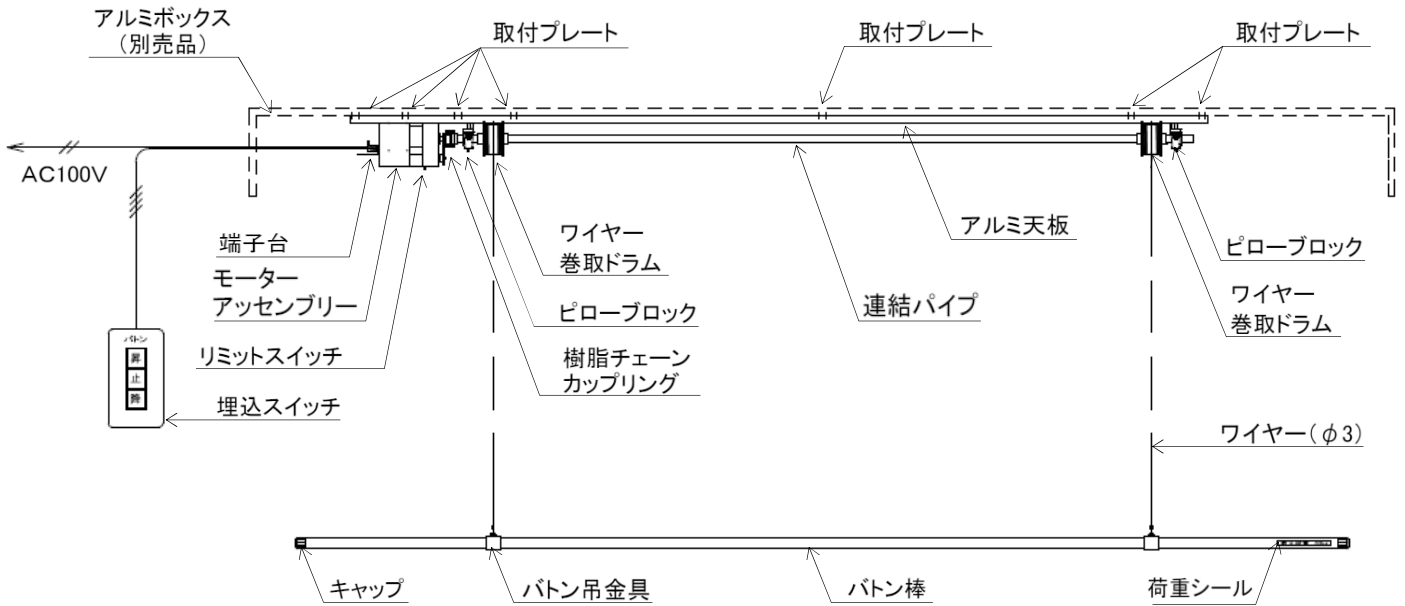 アルミボックス
（別売品）
取付プレート
取付プレート
取付プレート
AC100V
端子台
モーター
アッセンブリー
リミットスイッチ
ワイヤー
巻取ドラム
ピローブロック
樹脂チェーン
カップリング
アルミ天板
連結パイプ
ピローブロック
ワイヤー
巻取ドラム
バトン
昇
止
降
埋込スイッチ
ワイヤー（φ3）
キャップ
バトン吊金具
バトン棒
荷重シール